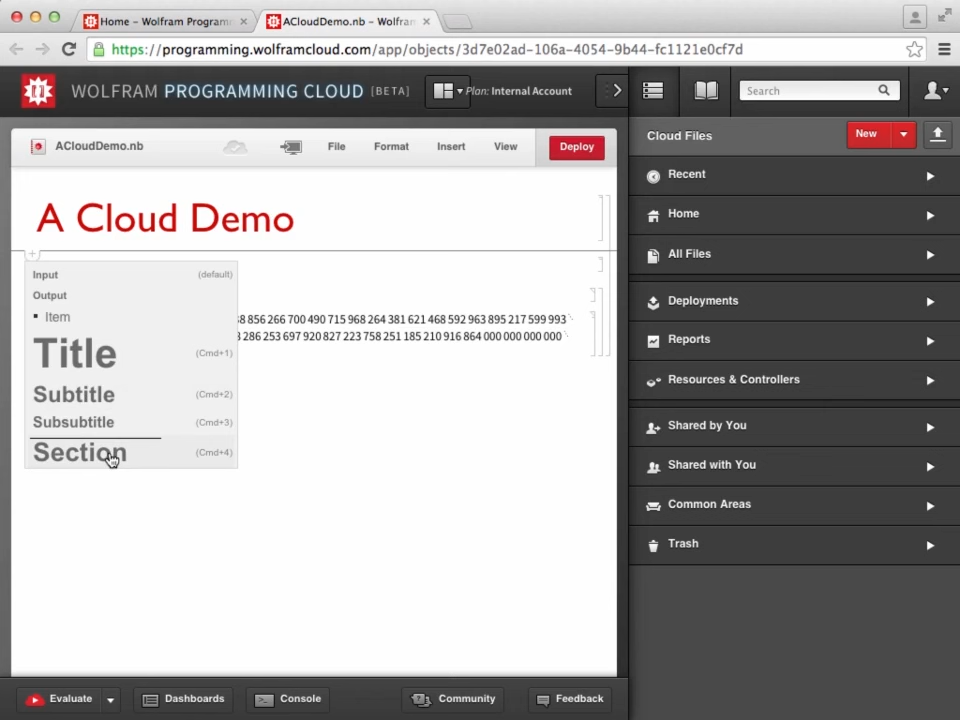 Home – Wolfram Programm
ACloudDemo.nb – Wolfram
https://programming.wolframcloud.com/app/objects/3d7e02ad-106a-4054-9b44-fc1121e0cf7d
WOLFRAM PROGRAMMING CLOUD [BETA]
Plan: Internal Account
Search
ACloudDemo.nb
File
Format
Insert
View
Deploy
Cloud Files
New
A Cloud Demo
Input (default)
Output
Item
Title (Cmd+1)
Subtitle (Cmd+2)
Subsubtitle (Cmd+3)
Section (Cmd+4)
856 266 700 490 715 968 264 381 621 468 592 963 895 217 599 993
286 253 697 920 827 223 758 251 185 210 916 864 000 000 000 000
Recent
Home
All Files
Deployments
Reports
Resources & Controllers
Shared by You
Shared with You
Common Areas
Trash
Evaluate
Dashboards
Console
Community
Feedback